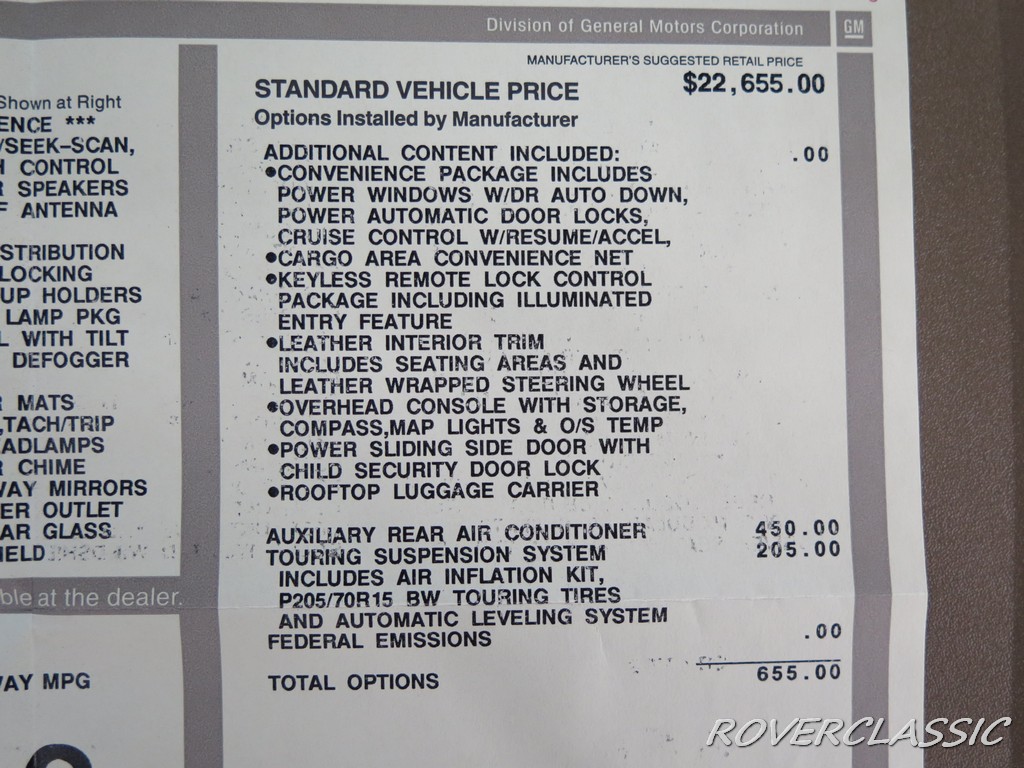 Division of General Motors Corporation
GM
MANUFACTURER'S SUGGESTED RETAIL PRICE
STANDARD VEHICLE PRICE $22,655.00
Options Installed by Manufacturer
ADDITIONAL CONTENT INCLUDED: .00
•CONVENIENCE PACKAGE INCLUDES
POWER WINDOWS W/DR AUTO DOWN,
POWER AUTOMATIC DOOR LOCKS,
CRUISE CONTROL W/RESUME/ACCEL,
•CARGO AREA CONVENIENCE NET
•KEYLESS REMOTE LOCK CONTROL
PACKAGE INCLUDING ILLUMINATED
ENTRY FEATURE
•LEATHER INTERIOR TRIM
INCLUDES SEATING AREAS AND
LEATHER WRAPPED STEERING WHEEL
•OVERHEAD CONSOLE WITH STORAGE,
COMPASS,MAP LIGHTS & O/S TEMP
•POWER SLIDING SIDE DOOR WITH
CHILD SECURITY DOOR LOCK
•ROOFTOP LUGGAGE CARRIER
AUXILIARY REAR AIR CONDITIONER 450.00
TOURING SUSPENSION SYSTEM 205.00
INCLUDES AIR INFLATION KIT,
P205/70R15 BW TOURING TIRES
AND AUTOMATIC LEVELING SYSTEM
FEDERAL EMISSIONS .00
TOTAL OPTIONS 655.00
Shown at Right
ENCE ***
/SEEK-SCAN,
H CONTROL
R SPEAKERS
F ANTENNA
STRIBUTION
LOCKING
UP HOLDERS
LAMP PKG
L WITH TILT
DEFOGGER
R MATS
,TACH/TRIP
ADLAMPS
R CHIME
WAY MIRRORS
ER OUTLET
AR GLASS
IELD
ble at the dealer.
WAY MPG
ROVERCLASSIC